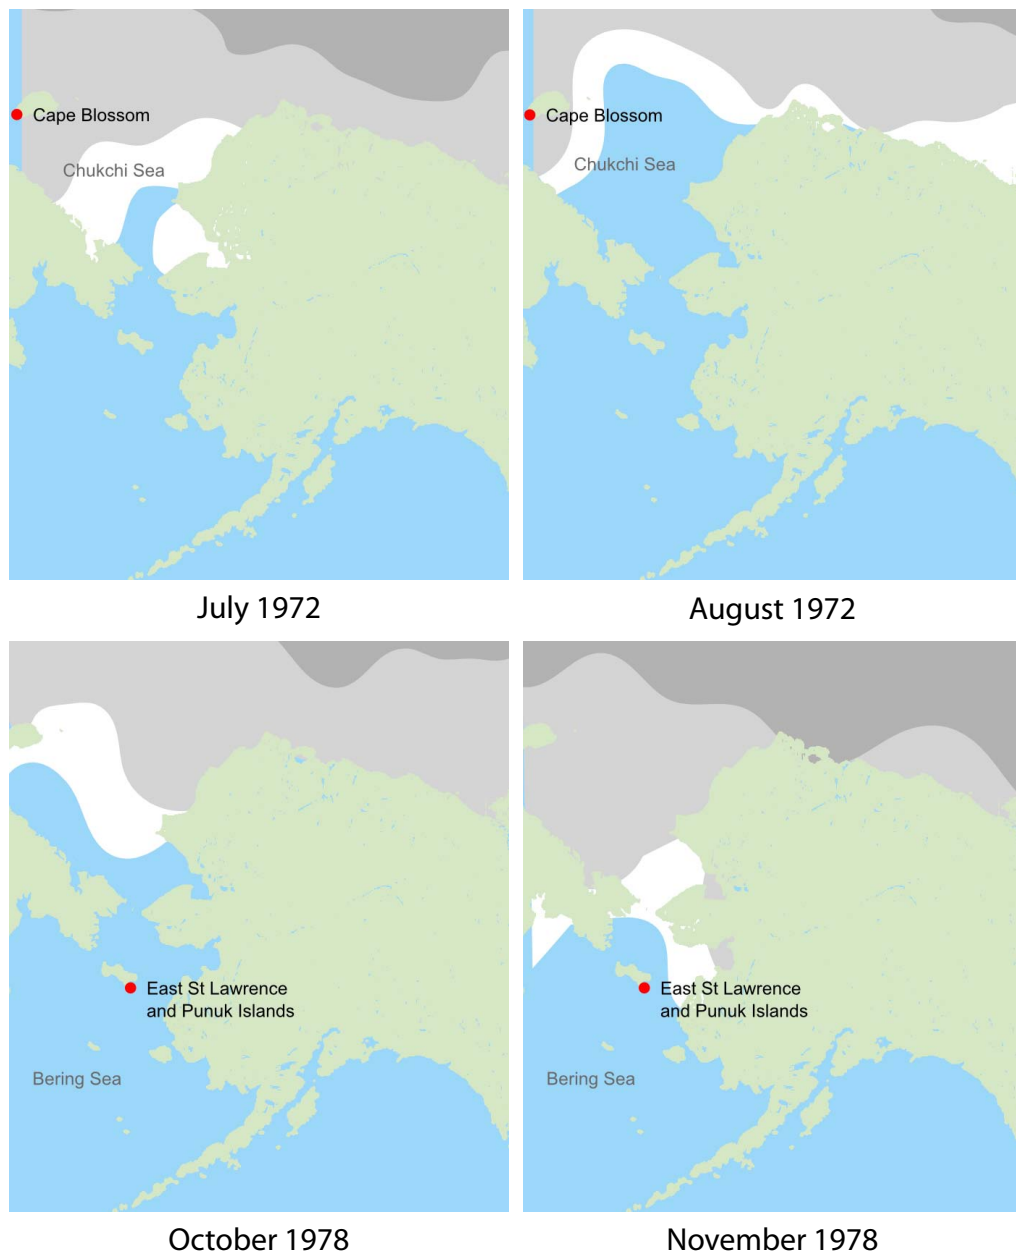 Cape Blossom
Chukchi Sea
July 1972
Cape Blossom
Chukchi Sea
August 1972
East St Lawrence
and Punuk Islands
Bering Sea
October 1978
East St Lawrence
and Punuk Islands
Bering Sea
November 1978